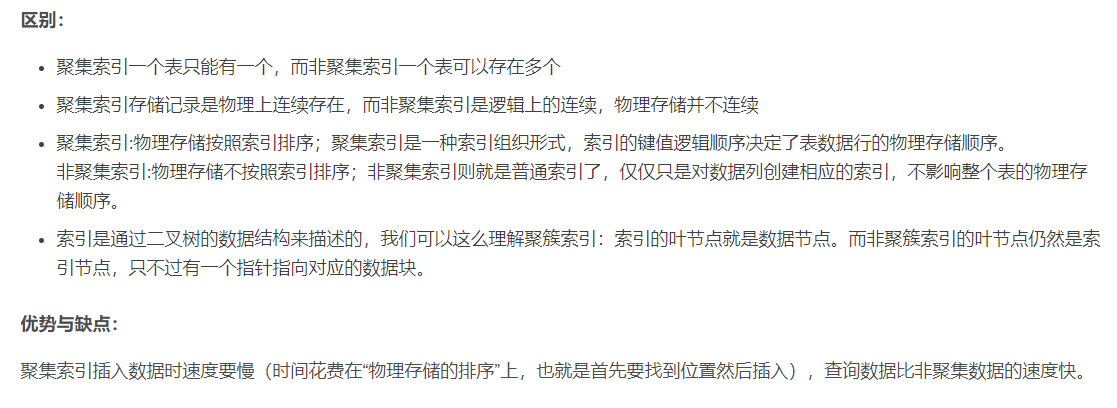 区别：
聚集索引一个表只能有一个，而非聚集索引一个表可以存在多个
聚集索引存储记录是物理上连续存在，而非聚集索引是逻辑上的连续，物理存储并不连续
聚集索引:物理存储按照索引排序；聚集索引是一种索引组织形式，索引的键值逻辑顺序决定了表数据行的物理存储顺序。
非聚集索引:物理存储不按照索引排序；非聚集索引则就是普通索引了，仅仅只是对数据列创建相应的索引，不影响整个表的物理存
储顺序。
索引是通过二叉树的数据结构来描述的，我们可以这么理解聚簇索引：索引的叶节点就是数据节点。而非聚簇索引的叶节点仍然是索
引节点，只不过有一个指针指向对应的数据块。
优势与缺点：
聚集索引插入数据时速度要慢（时间花费在“物理存储的排序”上，也就是首先要找到位置然后插入），查询数据比非聚集数据的速度快。